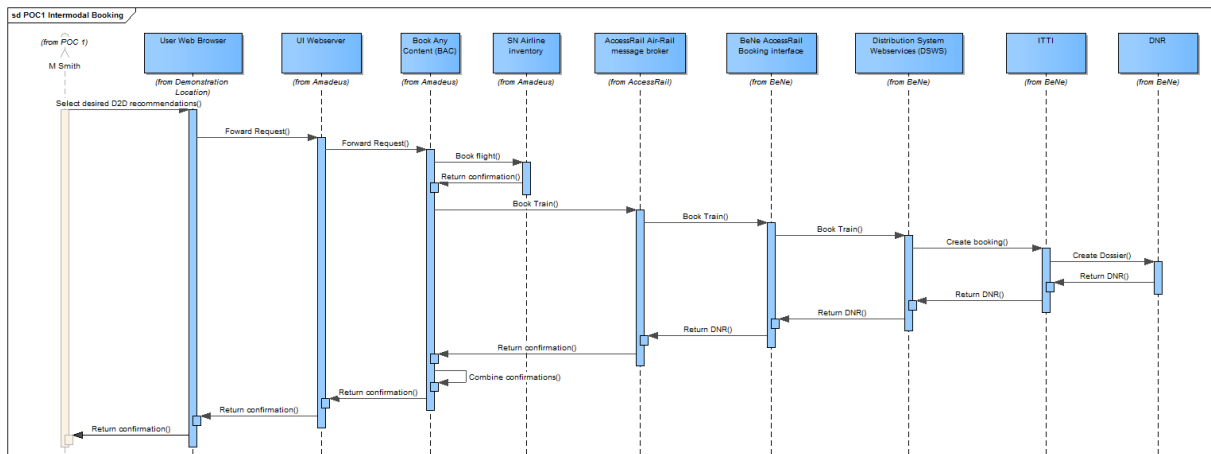 sd POC1 Intermodal Booking
(from POC 1)
M Smith
User Web Browser
(from Demonstration
Location)
UI Webserver
(from Amadeus)
Book Any
Content (BAC)
(from Amadeus)
SN Airline
inventory
(from Amadeus)
AccessRail Air-Rail
message broker
(from AccessRail)
BeNe AccessRail
Booking interface
(from BeNe)
Distribution System
Webservices (DSWS)
(from BeNe)
ITTI
(from BeNe)
DNR
(from BeNe)
Select desired D2D recommendations()
Foward Request()
Forward Request()
Book flight()
Return confirmation()
Book Train()
Book Train()
Book Train()
Create booking()
Create Dossier()
Return DNR()
Return DNR()
Return DNR()
Return DNR()
Return confirmation()
Combine confirmations()
Return confirmation()
Return confirmation()
Return confirmation()